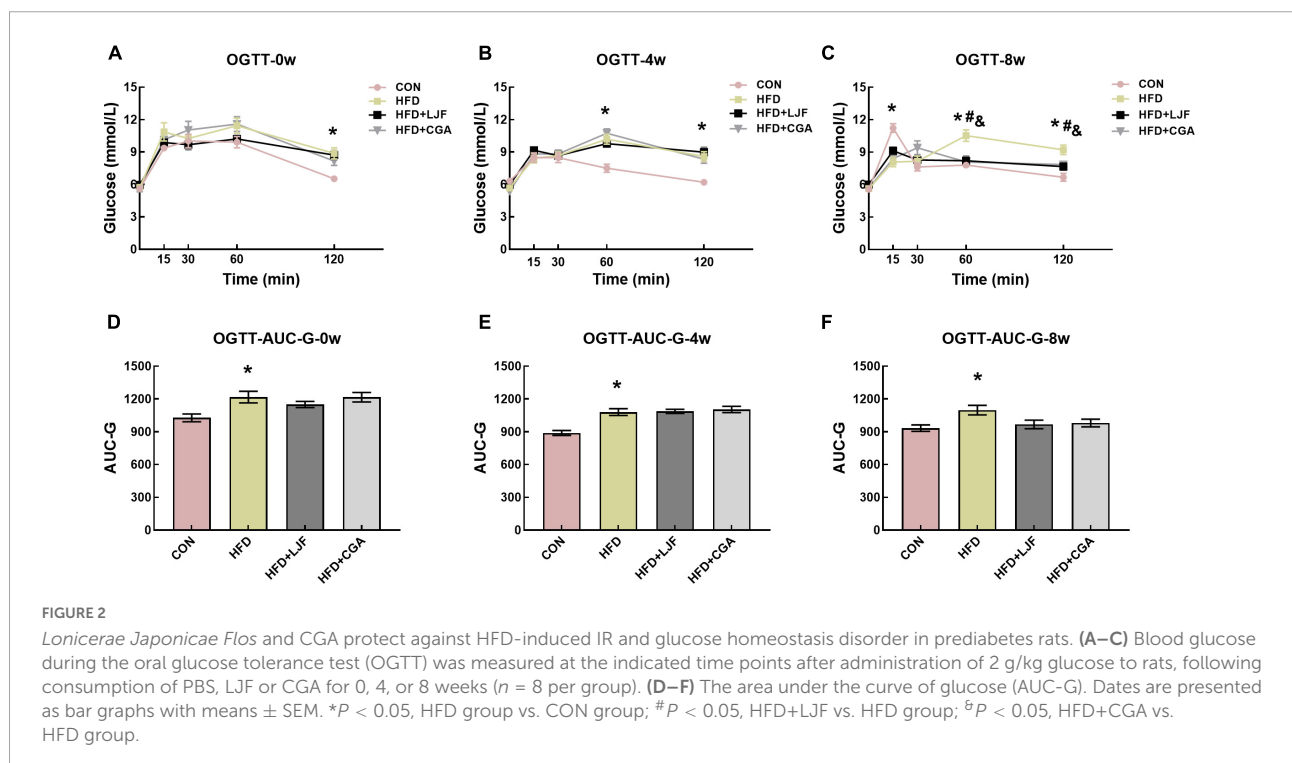 A
OGTT-0w
Glucose (mmol/L)
15
12
9
6
3
0
*
15 30 60 120
Time (min)
CON
HFD
HFD+LJF
HFD+CGA
B
OGTT-4w
Glucose (mmol/L)
15
12
9
6
3
0
* *
15 30 60 120
Time (min)
CON
HFD
HFD+LJF
HFD+CGA
C
OGTT-8w
Glucose (mmol/L)
15
12
9
6
3
0
* *#& *#&
15 30 60 120
Time (min)
CON
HFD
HFD+LJF
HFD+CGA
D
OGTT-AUC-G-0w
AUC-G
1500
1200
900
600
300
0
*
CON HFD HFD+LJF HFD+CGA
E
OGTT-AUC-G-4w
AUC-G
1500
1200
900
600
300
0
*
CON HFD HFD+LJF HFD+CGA
F
OGTT-AUC-G-8w
AUC-G
1500
1200
900
600
300
0
*
CON HFD HFD+LJF HFD+CGA
FIGURE 2
Lonicerae Japonicae Flos and CGA protect against HFD-induced IR and glucose homeostasis disorder in prediabetes rats. (A–C) Blood glucose
during the oral glucose tolerance test (OGTT) was measured at the indicated time points after administration of 2 g/kg glucose to rats, following
consumption of PBS, LJF or CGA for 0, 4, or 8 weeks (n = 8 per group). (D–F) The area under the curve of glucose (AUC-G). Dates are presented
as bar graphs with means ± SEM. *P < 0.05, HFD group vs. CON group; #P < 0.05, HFD+LJF vs. HFD group; &P < 0.05, HFD+CGA vs.
HFD group.